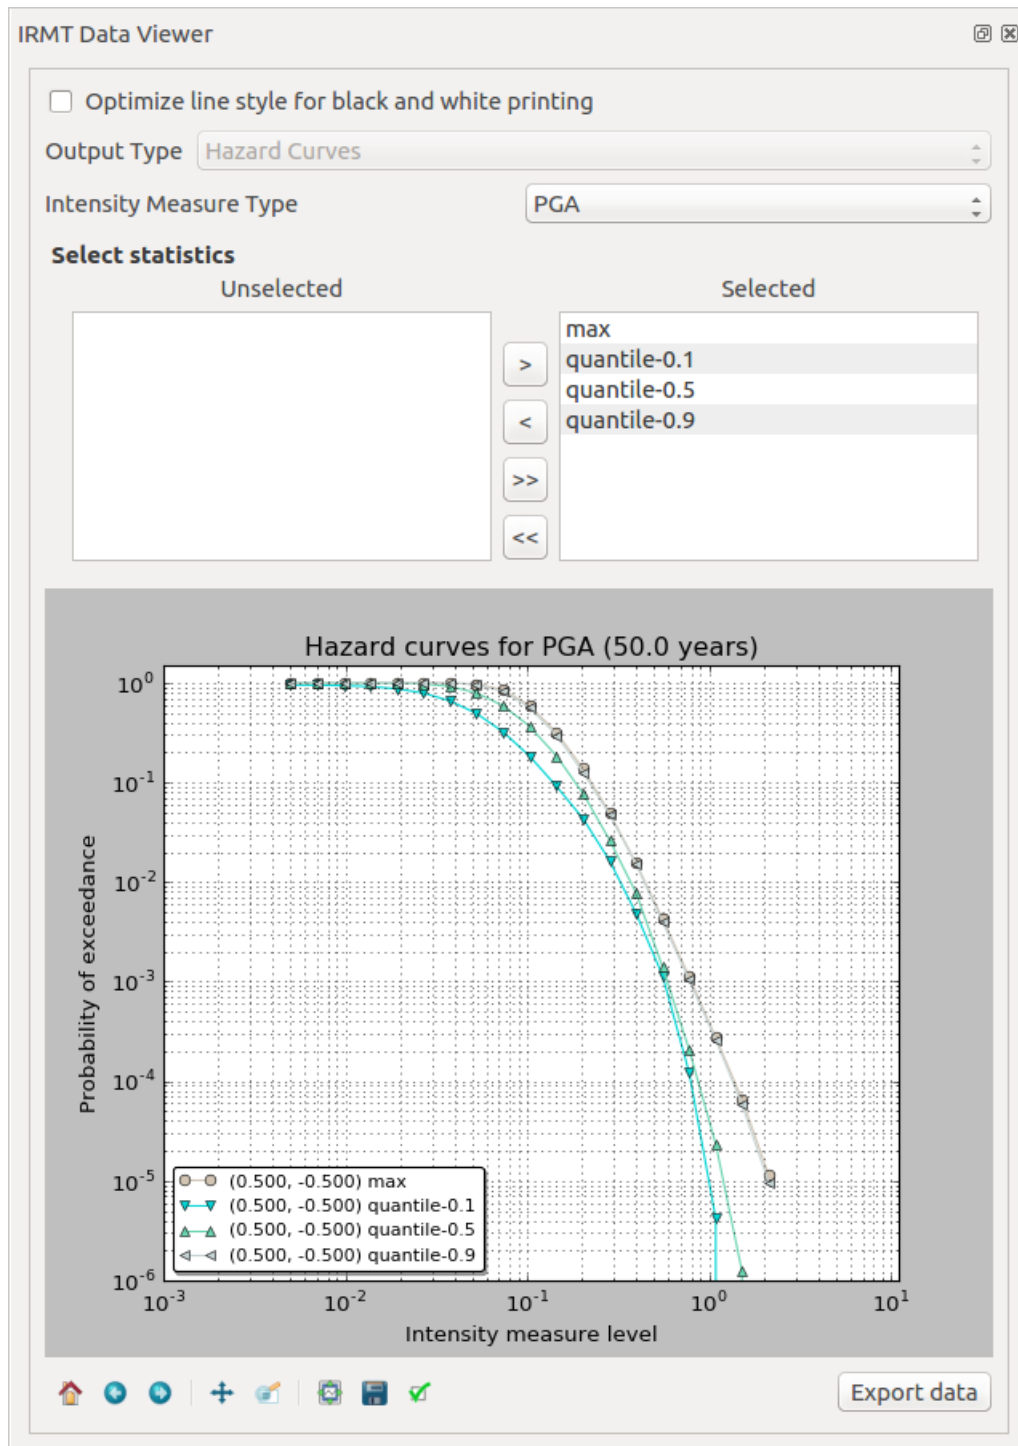 IRMT Data Viewer
Optimize line style for black and white printing
Output Type Hazard Curves
Intensity Measure Type PGA
Select statistics
Unselected Selected
max
quantile-0.1
quantile-0.5
quantile-0.9
>
<
>>
<<
Hazard curves for PGA (50.0 years)
Probability of exceedance
10^0
10^-1
10^-2
10^-3
10^-4
10^-5
10^-6
(0.500, -0.500) max
(0.500, -0.500) quantile-0.1
(0.500, -0.500) quantile-0.5
(0.500, -0.500) quantile-0.9
10^-3 10^-2 10^-1 10^0 10^1
Intensity measure level
Export data